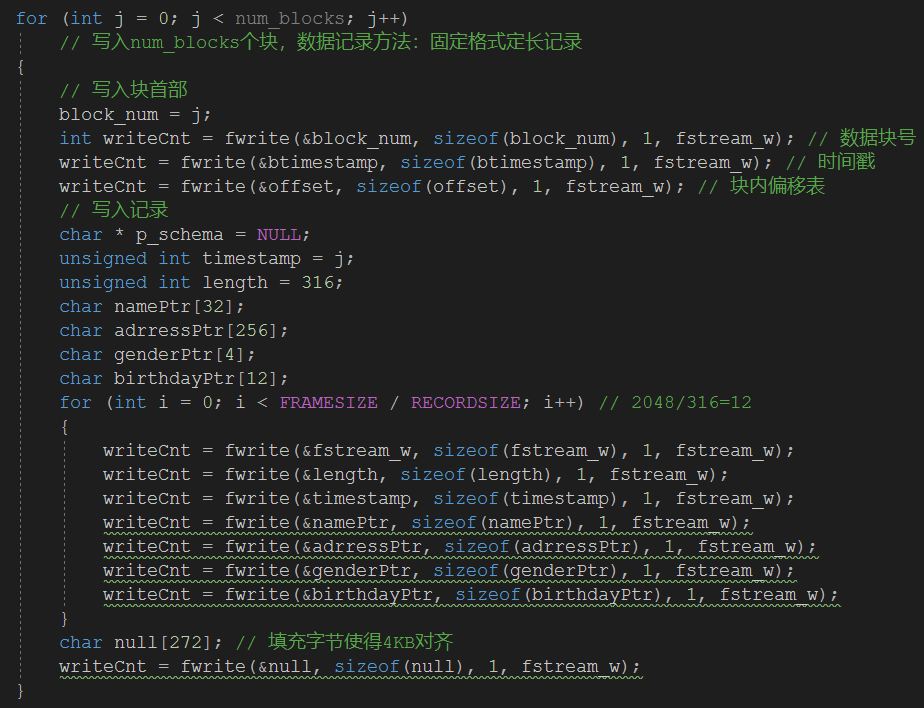 for (int j = 0; j < num_blocks; j++)
// 写入num_blocks个块，数据记录方法：固定格式定长记录
{
// 写入块首部
block_num = j;
int writeCnt = fwrite(&block_num, sizeof(block_num), 1, fstream_w); // 数据块号
writeCnt = fwrite(&btimestamp, sizeof(btimestamp), 1, fstream_w); // 时间戳
writeCnt = fwrite(&offset, sizeof(offset), 1, fstream_w); // 块内偏移表
// 写入记录
char * p_schema = NULL;
unsigned int timestamp = j;
unsigned int length = 316;
char namePtr[32];
char adrressPtr[256];
char genderPtr[4];
char birthdayPtr[12];
for (int i = 0; i < FRAMESIZE / RECORDSIZE; i++) // 2048/316=12
{
writeCnt = fwrite(&fstream_w, sizeof(fstream_w), 1, fstream_w);
writeCnt = fwrite(&length, sizeof(length), 1, fstream_w);
writeCnt = fwrite(&timestamp, sizeof(timestamp), 1, fstream_w);
writeCnt = fwrite(&namePtr, sizeof(namePtr), 1, fstream_w);
writeCnt = fwrite(&adrressPtr, sizeof(adrressPtr), 1, fstream_w);
writeCnt = fwrite(&genderPtr, sizeof(genderPtr), 1, fstream_w);
writeCnt = fwrite(&birthdayPtr, sizeof(birthdayPtr), 1, fstream_w);
}
char null[272]; // 填充字节使得4KB对齐
writeCnt = fwrite(&null, sizeof(null), 1, fstream_w);
}